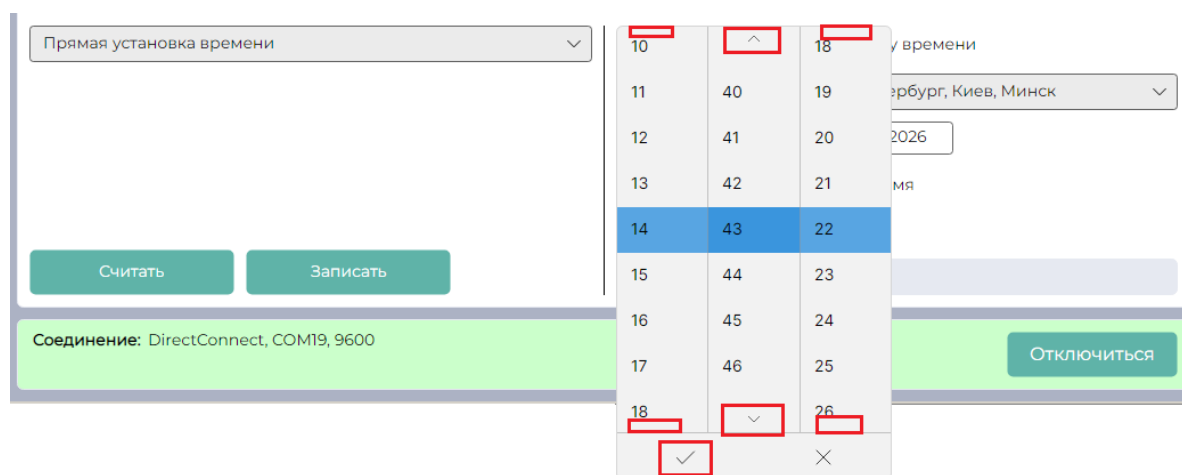 Прямая установка времени
10 18 у времени
11 40 19 ербург, Киев, Минск
12 41 20 2026
13 42 21 мя
14 43 22
Считать Записать 15 44 23
16 45 24
Соединение: DirectConnect, COM19, 9600
Отключиться
17 46 25
18 26